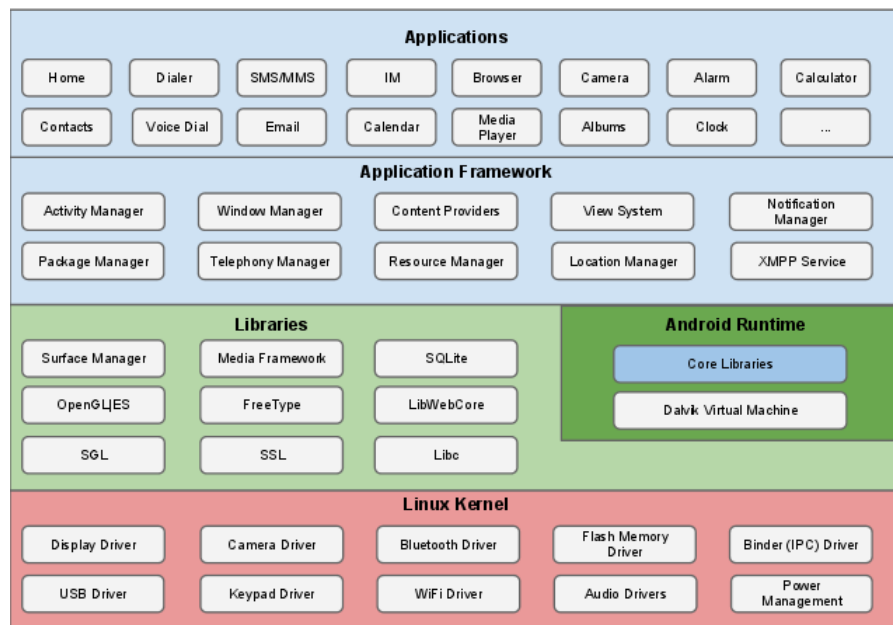 Applications
Home
Dialer
SMS/MMS
IM
Browser
Camera
Alarm
Calculator
Contacts
Voice Dial
Email
Calendar
Media
Player
Albums
Clock
...
Application Framework
Activity Manager
Window Manager
Content Providers
View System
Notification
Manager
Package Manager
Telephony Manager
Resource Manager
Location Manager
XMPP Service
Libraries
Surface Manager
Media Framework
SQLite
OpenGL|ES
FreeType
LibWebCore
SGL
SSL
Libc
Android Runtime
Core Libraries
Dalvik Virtual Machine
Linux Kernel
Display Driver
Camera Driver
Bluetooth Driver
Flash Memory
Driver
Binder (IPC) Driver
USB Driver
Keypad Driver
WiFi Driver
Audio Drivers
Power
Management